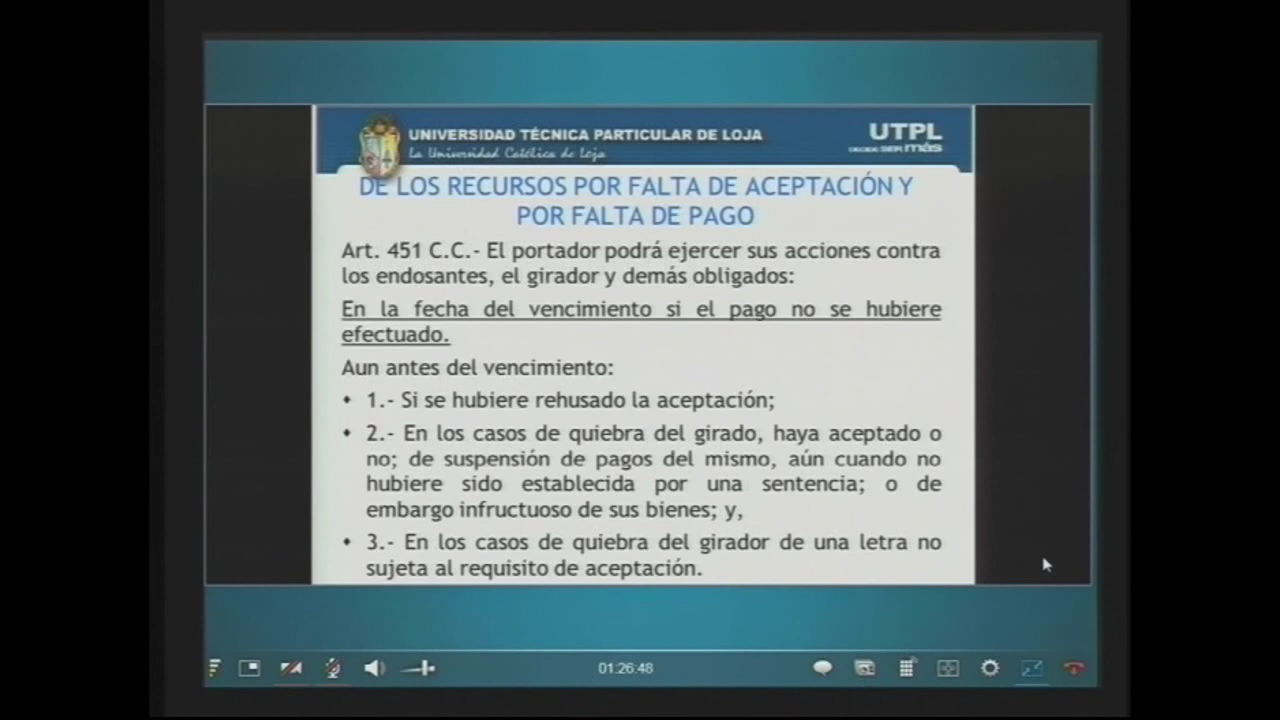 UNIVERSIDAD TÉCNICA PARTICULAR DE LOJA
La Universidad Católica de Loja
UTPL
DECIDE SER más
DE LOS RECURSOS POR FALTA DE ACEPTACIÓN Y
POR FALTA DE PAGO
Art. 451 C.C.- El portador podrá ejercer sus acciones contra
los endosantes, el girador y demás obligados:
En la fecha del vencimiento si el pago no se hubiere
efectuado.
Aun antes del vencimiento:
• 1.- Si se hubiere rehusado la aceptación;
• 2.- En los casos de quiebra del girado, haya aceptado o
no; de suspensión de pagos del mismo, aún cuando no
hubiere sido establecida por una sentencia; o de
embargo infructuoso de sus bienes; y,
• 3.- En los casos de quiebra del girador de una letra no
sujeta al requisito de aceptación.
01:26:48